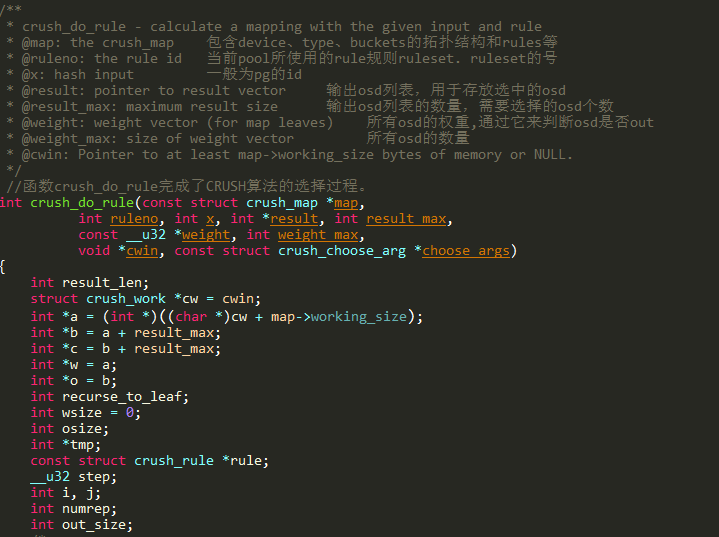 /**
 * crush_do_rule - calculate a mapping with the given input and rule
 * @map: the crush_map    包含device、type、buckets的拓扑结构和rules等
 * @ruleno: the rule id    当前pool所使用的rule规则ruleset. ruleset的号
 * @x: hash input          一般为pg的id
 * @result: pointer to result vector      输出osd列表，用于存放选中的osd
 * @result_max: maximum result size       输出osd列表的数量，需要选择的osd个数
 * @weight: weight vector (for map leaves)     所有osd的权重,通过它来判断osd是否out
 * @weight_max: size of weight vector          所有osd的数量
 * @cwin: Pointer to at least map->working_size bytes of memory or NULL.
 */
 //函数crush_do_rule完成了CRUSH算法的选择过程。
int crush_do_rule(const struct crush_map *map,
          int ruleno, int x, int *result, int result_max,
          const __u32 *weight, int weight_max,
          void *cwin, const struct crush_choose_arg *choose_args)
{
    int result_len;
    struct crush_work *cw = cwin;
    int *a = (int *)((char *)cw + map->working_size);
    int *b = a + result_max;
    int *c = b + result_max;
    int *w = a;
    int *o = b;
    int recurse_to_leaf;
    int wsize = 0;
    int osize;
    int *tmp;
    const struct crush_rule *rule;
    __u32 step;
    int i, j;
    int numrep;
    int out_size;